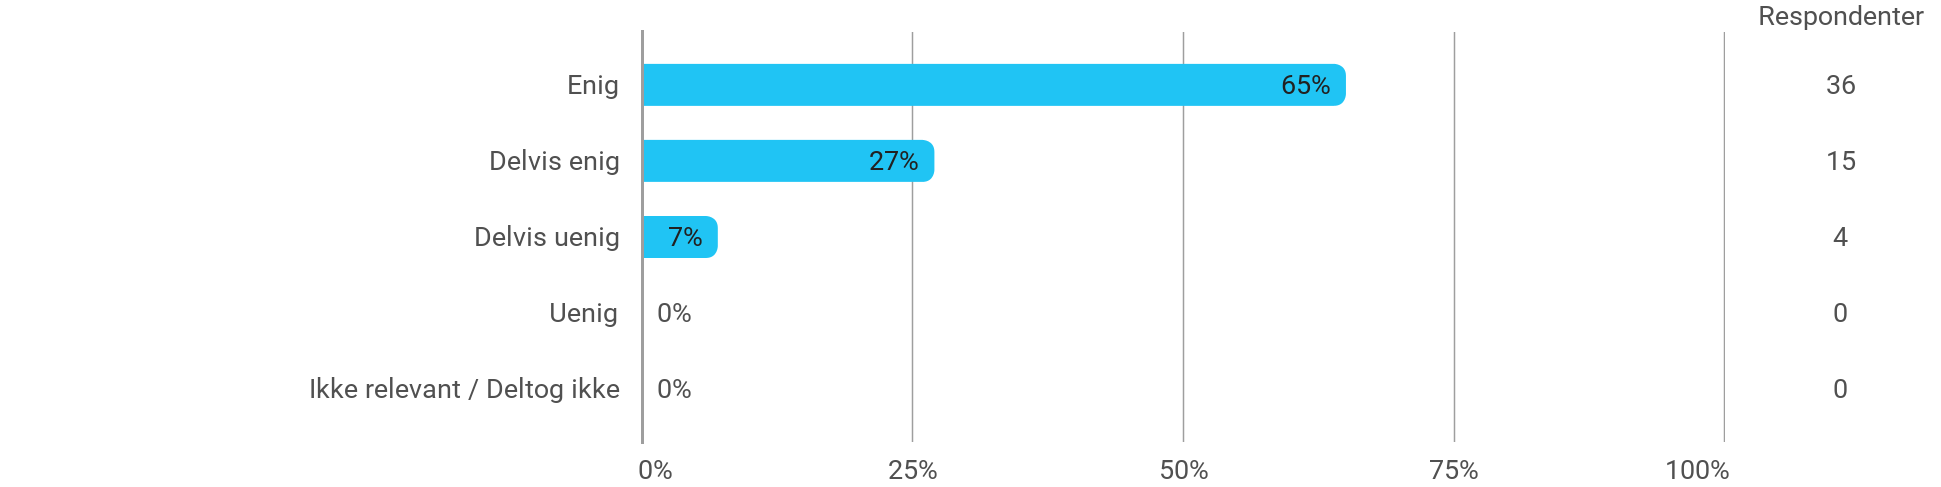 Respondenter
Enig 65% 36
Delvis enig 27% 15
Delvis uenig 7% 4
Uenig 0% 0
Ikke relevant / Deltog ikke 0% 0
0% 25% 50% 75% 100%